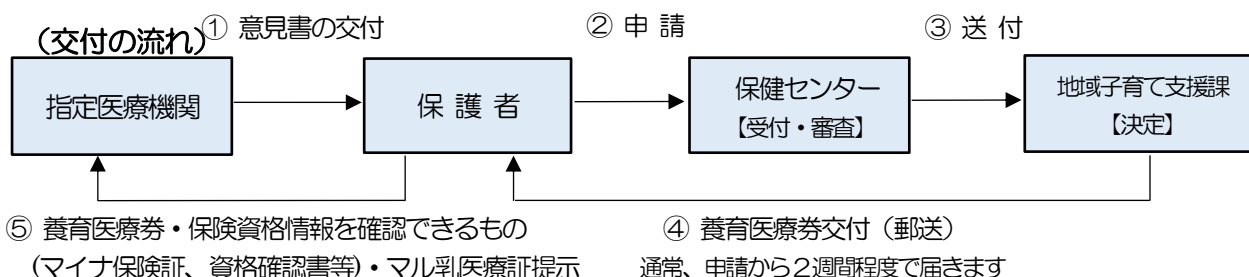 (交付の流れ)
① 意見書の交付
② 申 請
③ 送 付
指定医療機関
保 護 者
保健センター
【受付・審査】
地域子育て支援課
【決定】
⑤ 養育医療券・保険資格情報を確認できるもの
(マイナ保険証、資格確認書等)・マル乳医療証提示
④ 養育医療券交付（郵送）
通常、申請から２週間程度で届きます